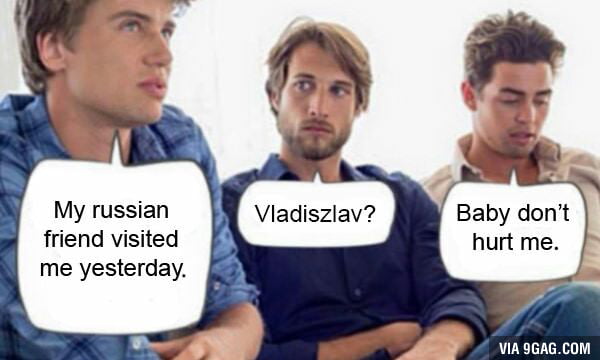 My russian
friend visited
me yesterday.
Vladiszlav?
Baby don't
hurt me.
VIA 9GAG.COM